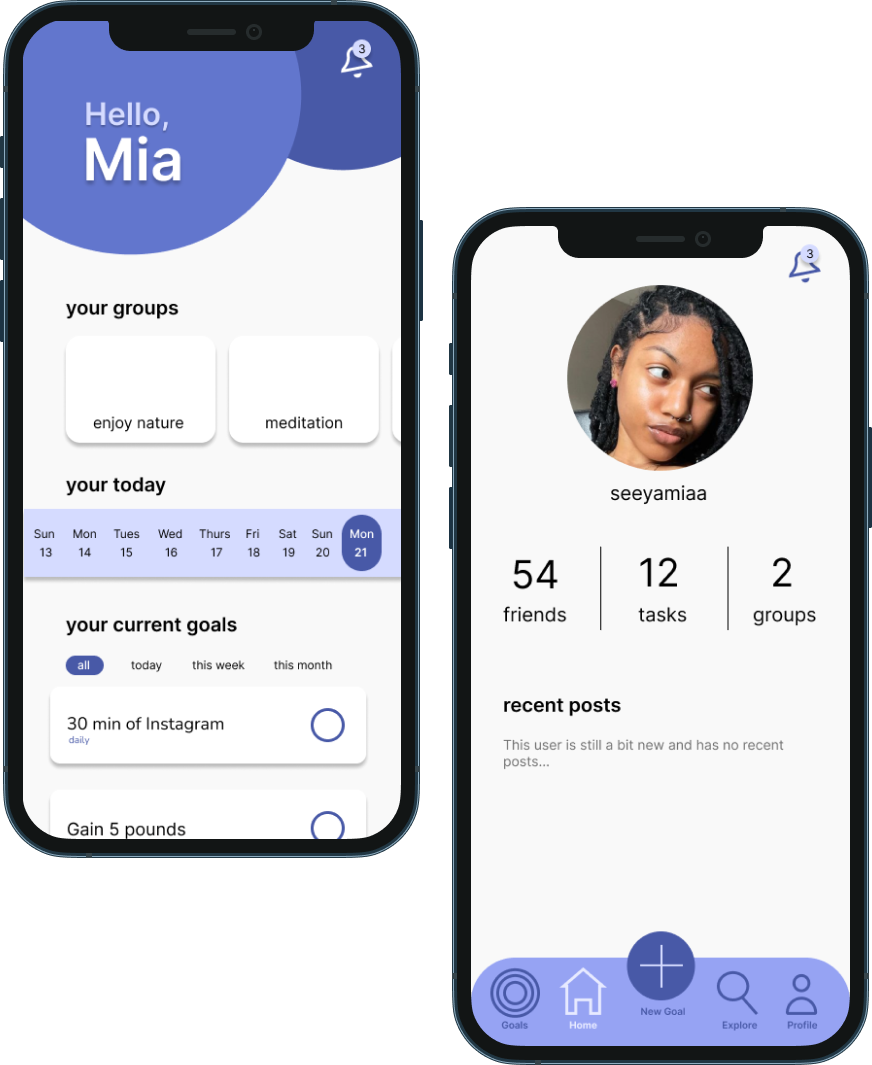 3
Hello,
Mia
your groups
enjoy nature
meditation
your today
Sun Mon Tues Wed Thurs Fri Sat Sun Mon
13 14 15 16 17 18 19 20 21
your current goals
all today this week this month
30 min of Instagram
daily
Gain 5 pounds
3
seeyamiaa
54 12 2
friends tasks groups
recent posts
This user is still a bit new and has no recent
posts...
Goals Home New Goal Explore Profile